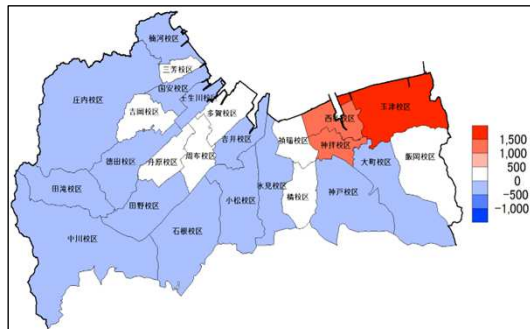 楠河校区
三芳校区
国安校区
壬生川校区
庄内校区
吉岡校区
多賀校区
玉津校区
西条校区
吉井校区
禎瑞校区
神拝校区
周布校区
徳田校区
丹原校区
大町校区
飯岡校区
田滝校区
田野校区
小松校区
氷見校区
橘校区
神戸校区
中川校区
石根校区
1,500
1,000
500
0
-500
-1,000